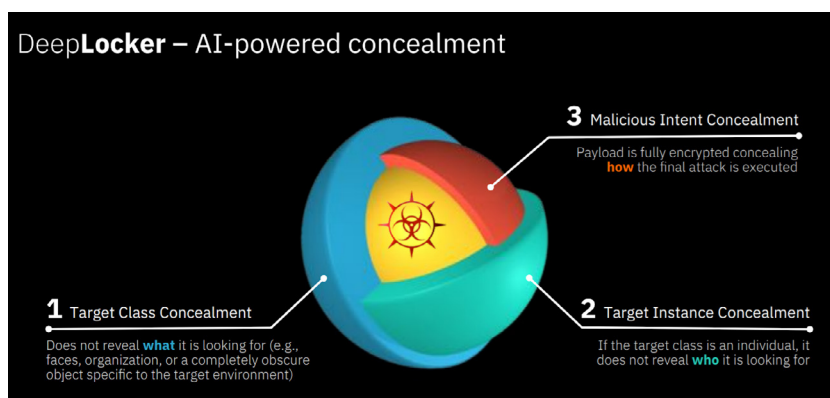 DeepLocker – AI-powered concealment
3 Malicious Intent Concealment
Payload is fully encrypted concealing
how the final attack is executed
1 Target Class Concealment
Does not reveal what it is looking for (e.g.,
faces, organization, or a completely obscure
object specific to the target environment)
2 Target Instance Concealment
If the target class is an individual, it
does not reveal who it is looking for